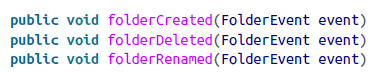 public void folderCreated(FolderEvent event)
public void folderDeleted(FolderEvent event)
public void folderRenamed(FolderEvent event)